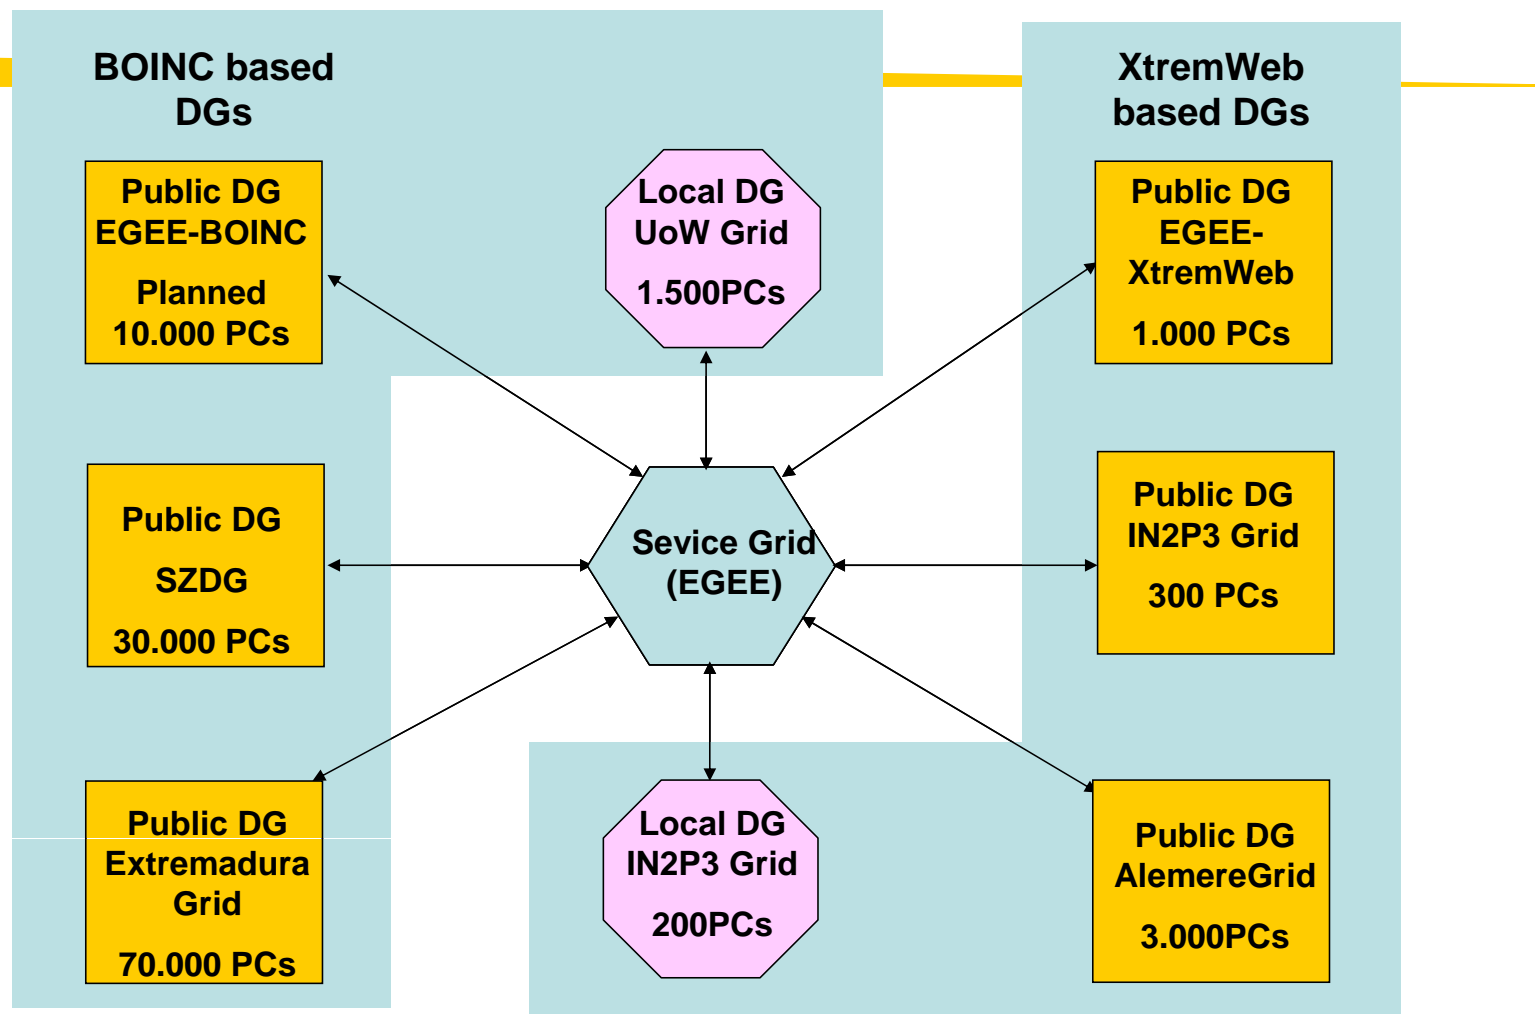 BOINC based
DGs
XtremWeb
based DGs
Public DG
EGEE-BOINC
Planned
10.000 PCs
Local DG
UoW Grid
1.500PCs
Public DG
EGEE-
XtremWeb
1.000 PCs
Public DG
SZDG
30.000 PCs
Sevice Grid
(EGEE)
Public DG
IN2P3 Grid
300 PCs
Public DG
Extremadura
Grid
70.000 PCs
Local DG
IN2P3 Grid
200PCs
Public DG
AlemereGrid
3.000PCs